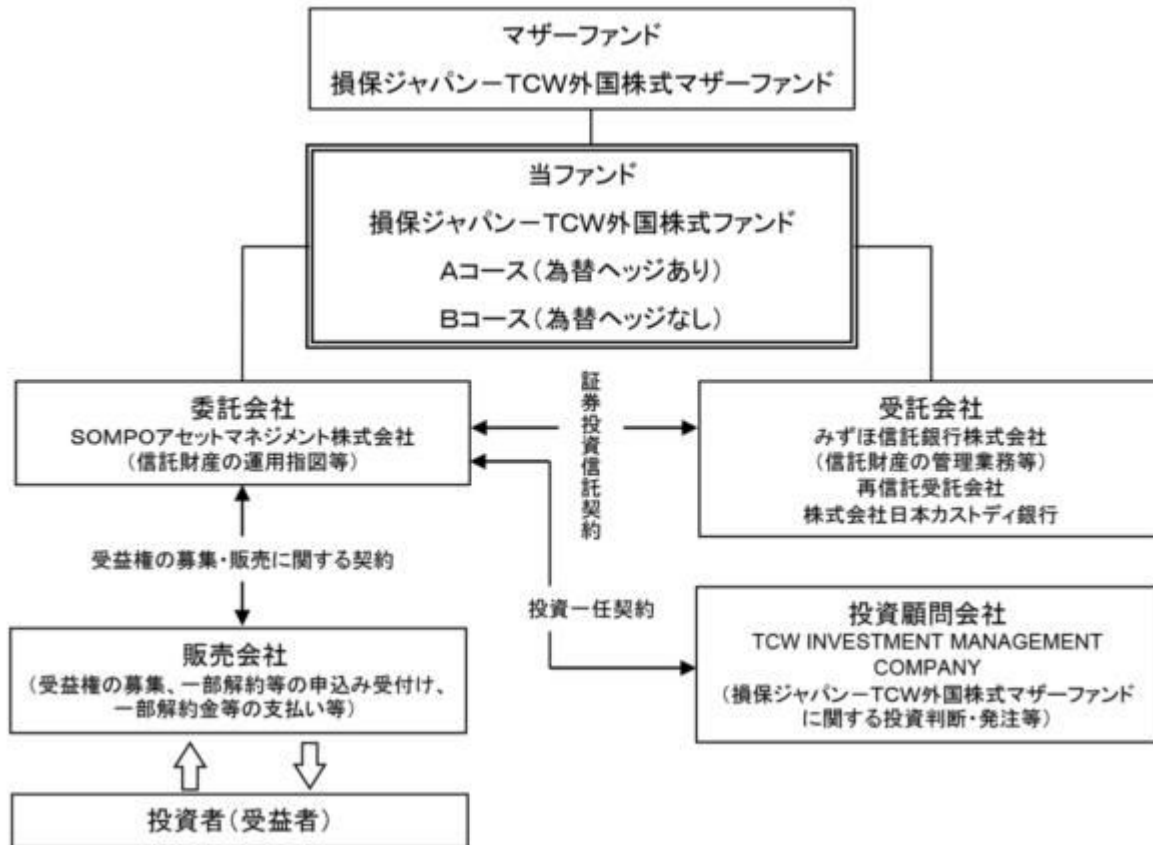 マザーファンド
損保ジャパン－TCW外国株式マザーファンド
当ファンド
損保ジャパン－TCW外国株式ファンド
Aコース（為替ヘッジあり）
Bコース（為替ヘッジなし）
委託会社
SOMPOアセットマネジメント株式会社
（信託財産の運用指図等）
証券投資信託契約
受託会社
みずほ信託銀行株式会社
（信託財産の管理業務等）
再信託受託会社
株式会社日本カストディ銀行
受益権の募集・販売に関する契約
投資一任契約
販売会社
（受益権の募集、一部解約等の申込み受付け、
一部解約金等の支払い等）
投資顧問会社
TCW INVESTMENT MANAGEMENT
COMPANY
（損保ジャパン－TCW外国株式マザーファンド
に関する投資判断・発注等）
投資者（受益者）